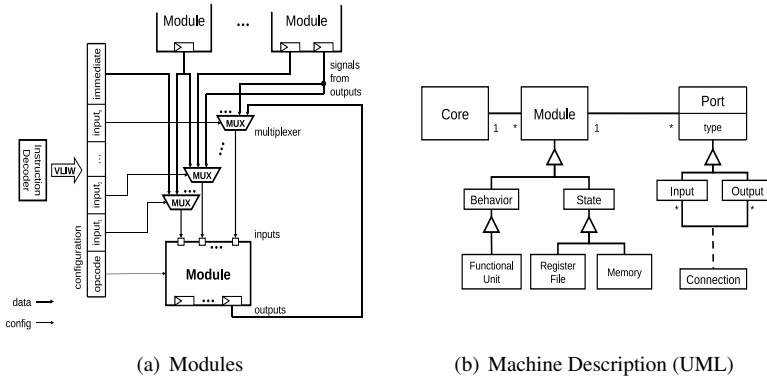 Module
...
Module
signals
from
outputs
immediate
...
MUX
multiplexer
input,
Instruction
Decoder
VLIW
...
...
MUX
input,
...
MUX
input,
configuration
inputs
...
opcode
Module
...
outputs
data
config
(a) Modules
Core
1
*
Module
1
*
Port
type
Behavior
State
Input
Output
*
*
Functional
Unit
Register
File
Memory
Connection
(b) Machine Description (UML)